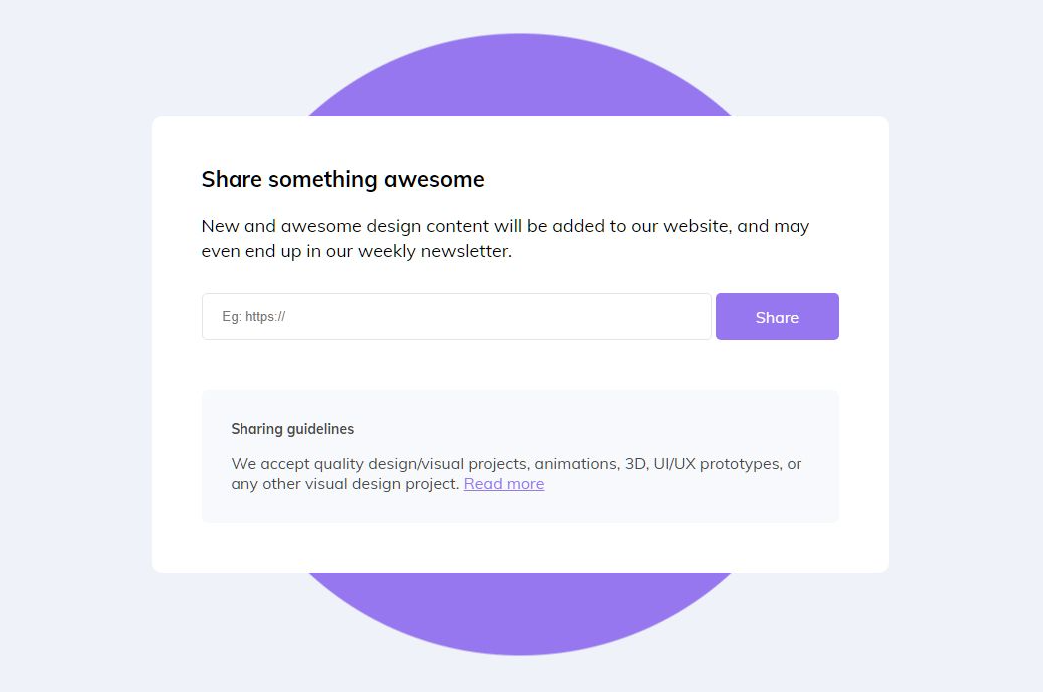 Share something awesome
New and awesome design content will be added to our website, and may
even end up in our weekly newsletter.
Eg: https://
Share
Sharing guidelines
We accept quality design/visual projects, animations, 3D, UI/UX prototypes, or
any other visual design project. Read more